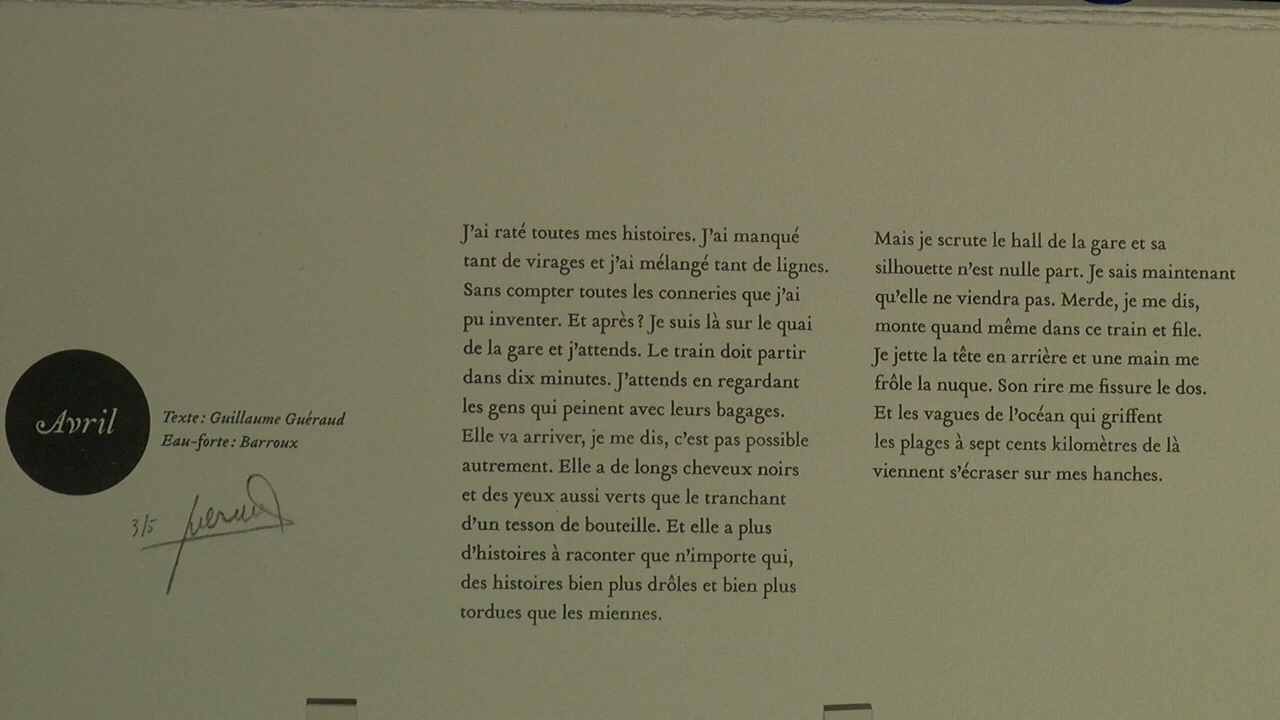 Avril
Texte : Guillaume Guéraud
Eau-forte : Barroux
3/5
J'ai raté toutes mes histoires. J'ai manqué
tant de virages et j'ai mélangé tant de lignes.
Sans compter toutes les conneries que j'ai
pu inventer. Et après ? Je suis là sur le quai
de la gare et j'attends. Le train doit partir
dans dix minutes. J'attends en regardant
les gens qui peinent avec leurs bagages.
Elle va arriver, je me dis, c'est pas possible
autrement. Elle a de longs cheveux noirs
et des yeux aussi verts que le tranchant
d'un tesson de bouteille. Et elle a plus
d'histoires à raconter que n'importe qui,
des histoires bien plus drôles et bien plus
tordues que les miennes.
Mais je scrute le hall de la gare et sa
silhouette n'est nulle part. Je sais maintenant
qu'elle ne viendra pas. Merde, je me dis,
monte quand même dans ce train et file.
Je jette la tête en arrière et une main me
frôle la nuque. Son rire me fissure le dos.
Et les vagues de l'océan qui griffent
les plages à sept cents kilomètres de là
viennent s'écraser sur mes hanches.